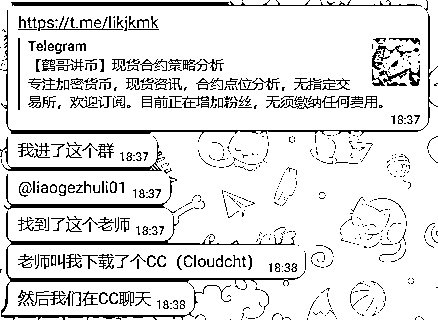 https://t.me/likjkmk
Telegram
【鹤哥讲币】现货合约策略分析
专注加密货币，现货资讯，合约点位分析，无指定交
易所，欢迎订阅。目前正在增加粉丝，无须缴纳任何费用。
18:37
我进了这个群 18:37
@liaogezhuli01 18:37
找到了这个老师 18:37
老师叫我下载了个CC（Cloudcht） 18:38
然后我们在CC聊天 18:38